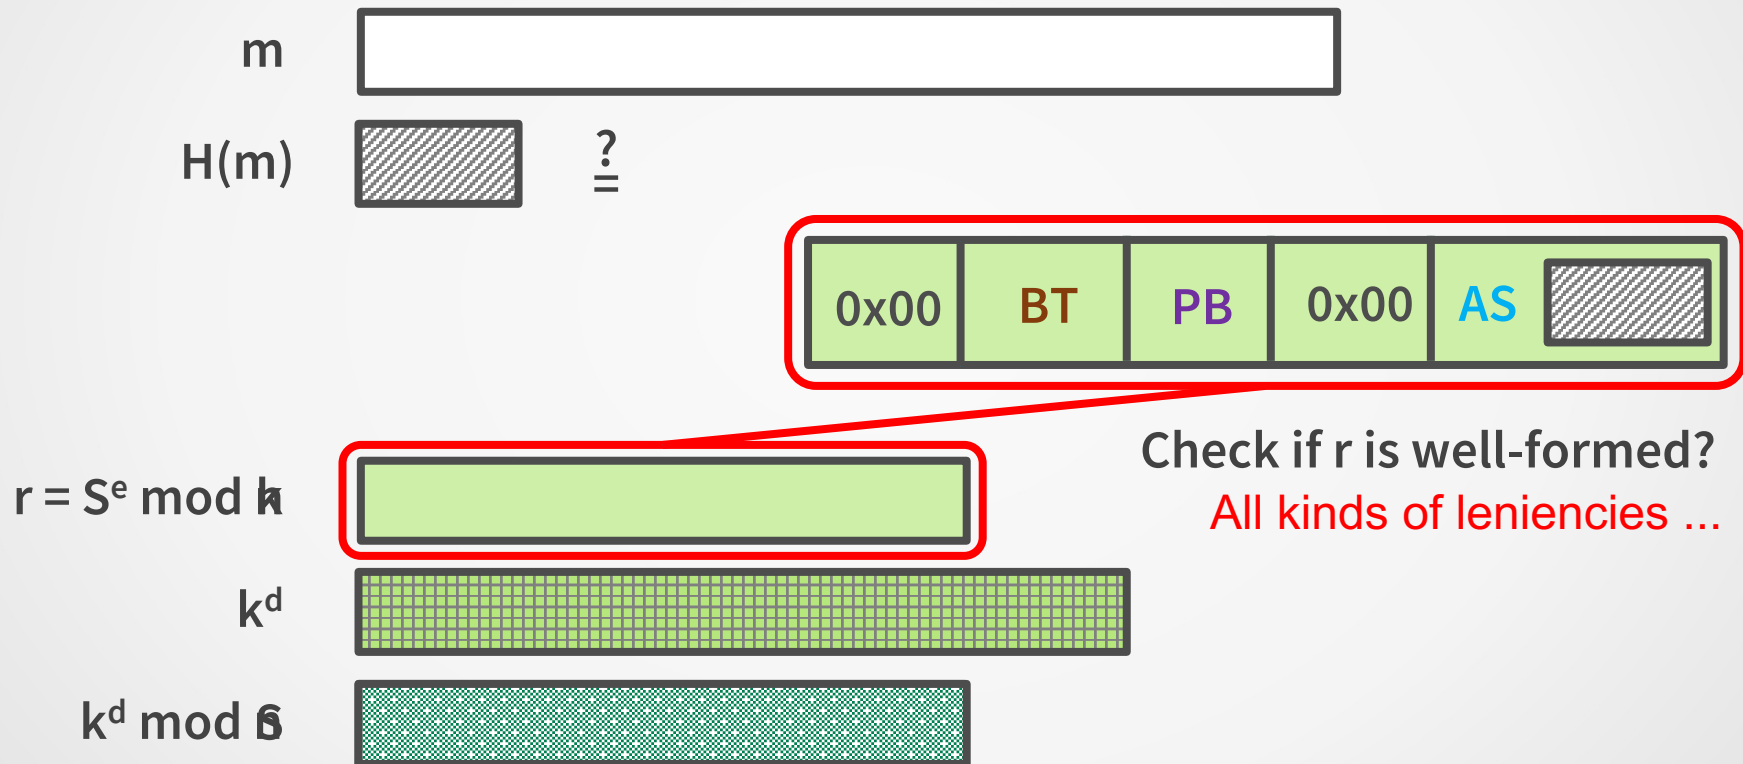 m
H(m)
?
=
0x00 BT PB 0x00 AS
Check if r is well-formed?
All kinds of leniencies ...
r = Sᵉ mod
kᵈ
kᵈ mod